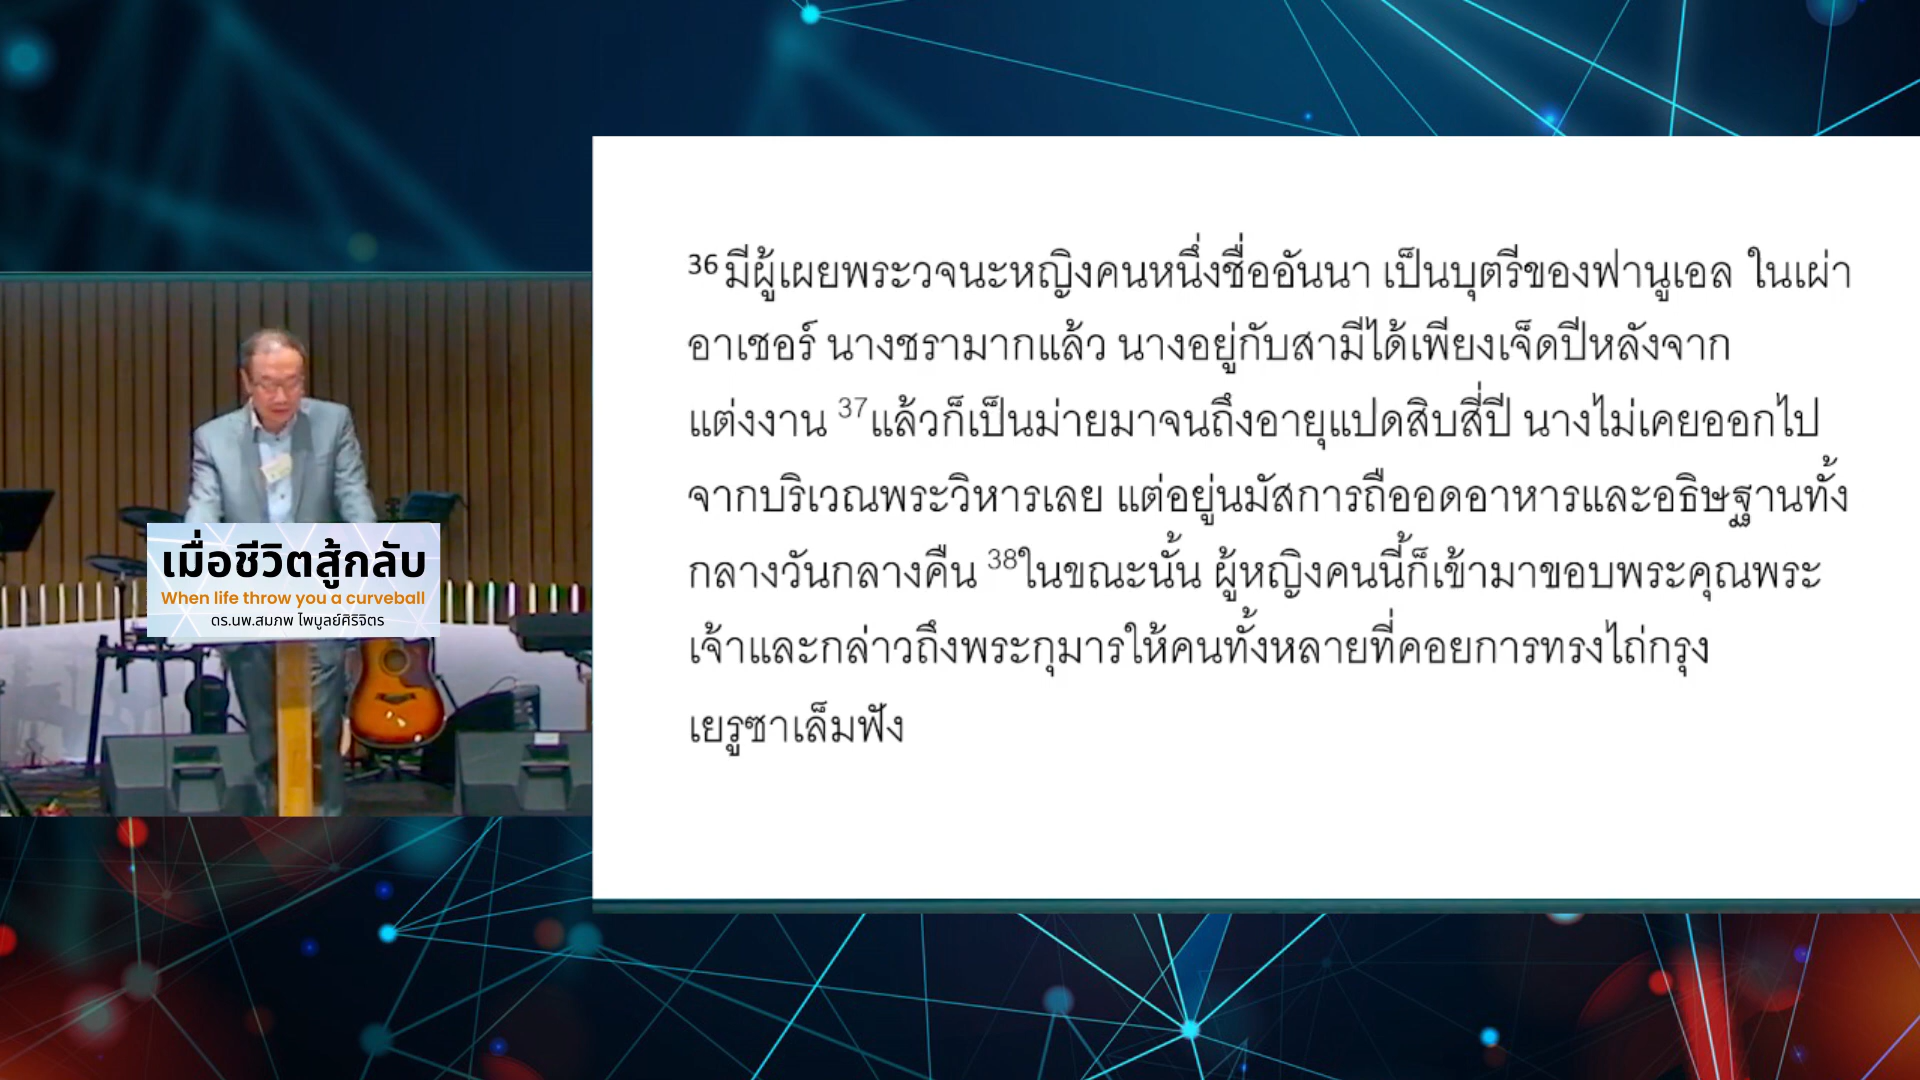 36 มีผู้เผยพระวจนะหญิงคนหนึ่งชื่ออันนา เป็นบุตรีของฟานูเอล ในเผ่า
อาเชอร์ นางชรามากแล้ว นางอยู่กับสามีได้เพียงเจ็ดปีหลังจาก
แต่งงาน 37แล้วก็เป็นม่ายมาจนถึงอายุแปดสิบสี่ปี นางไม่เคยออกไป
จากบริเวณพระวิหารเลย แต่อยู่นมัสการถืออดอาหารและอธิษฐานทั้ง
กลางวันกลางคืน 38ในขณะนั้น ผู้หญิงคนนี้ก็เข้ามาขอบพระคุณพระ
เจ้าและกล่าวถึงพระกุมารให้คนทั้งหลายที่คอยการทรงไถ่กรุง
เยรูซาเล็มฟัง
เมื่อชีวิตสู้กลับ
When life throw you a curveball
ดร.นพ.สมภพ ไพบูลย์ศิริจิตร